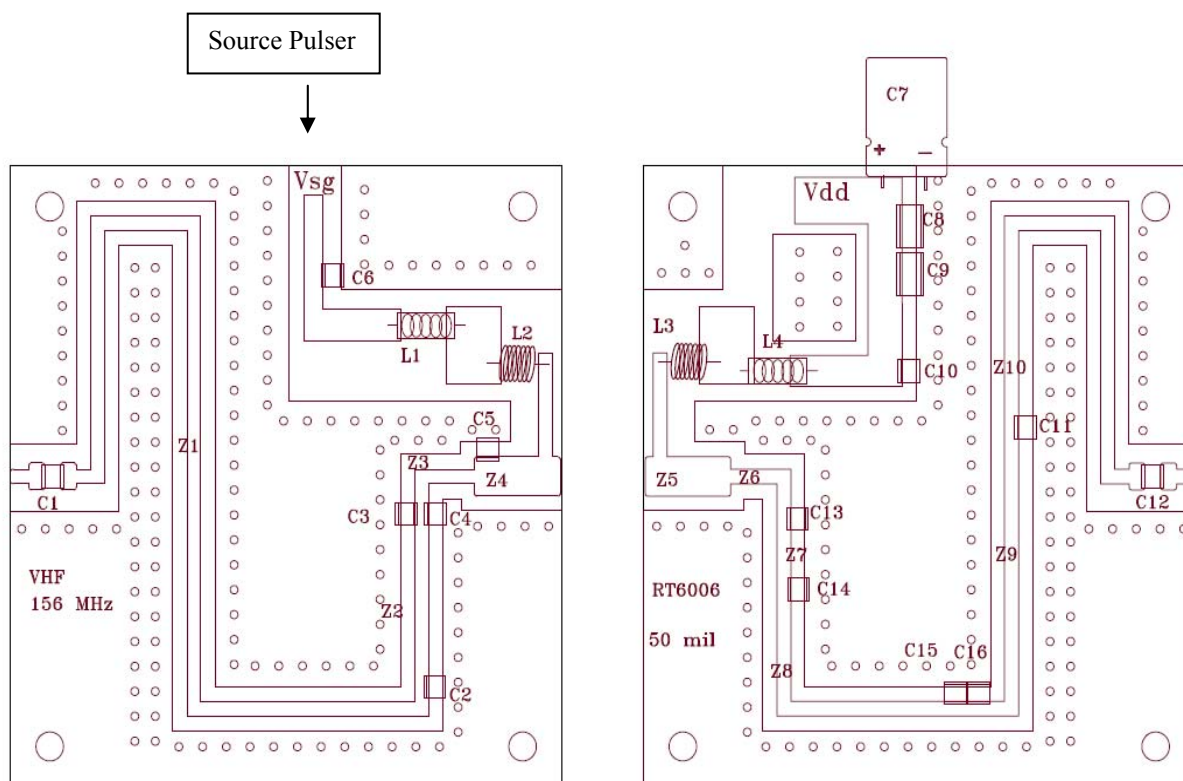 Source Pulser
C7
+ −
Vsg
Vdd
C8
C6
C9
L1
L2
L3
L4
C10
Z10
C5
C11
Z1
Z3
Z4
Z5
Z6
C1
C3
C4
C12
C13
Z7
Z9
C14
VHF
156 MHz
Z2
RT6006
50 mil
C15
C16
Z8
C2